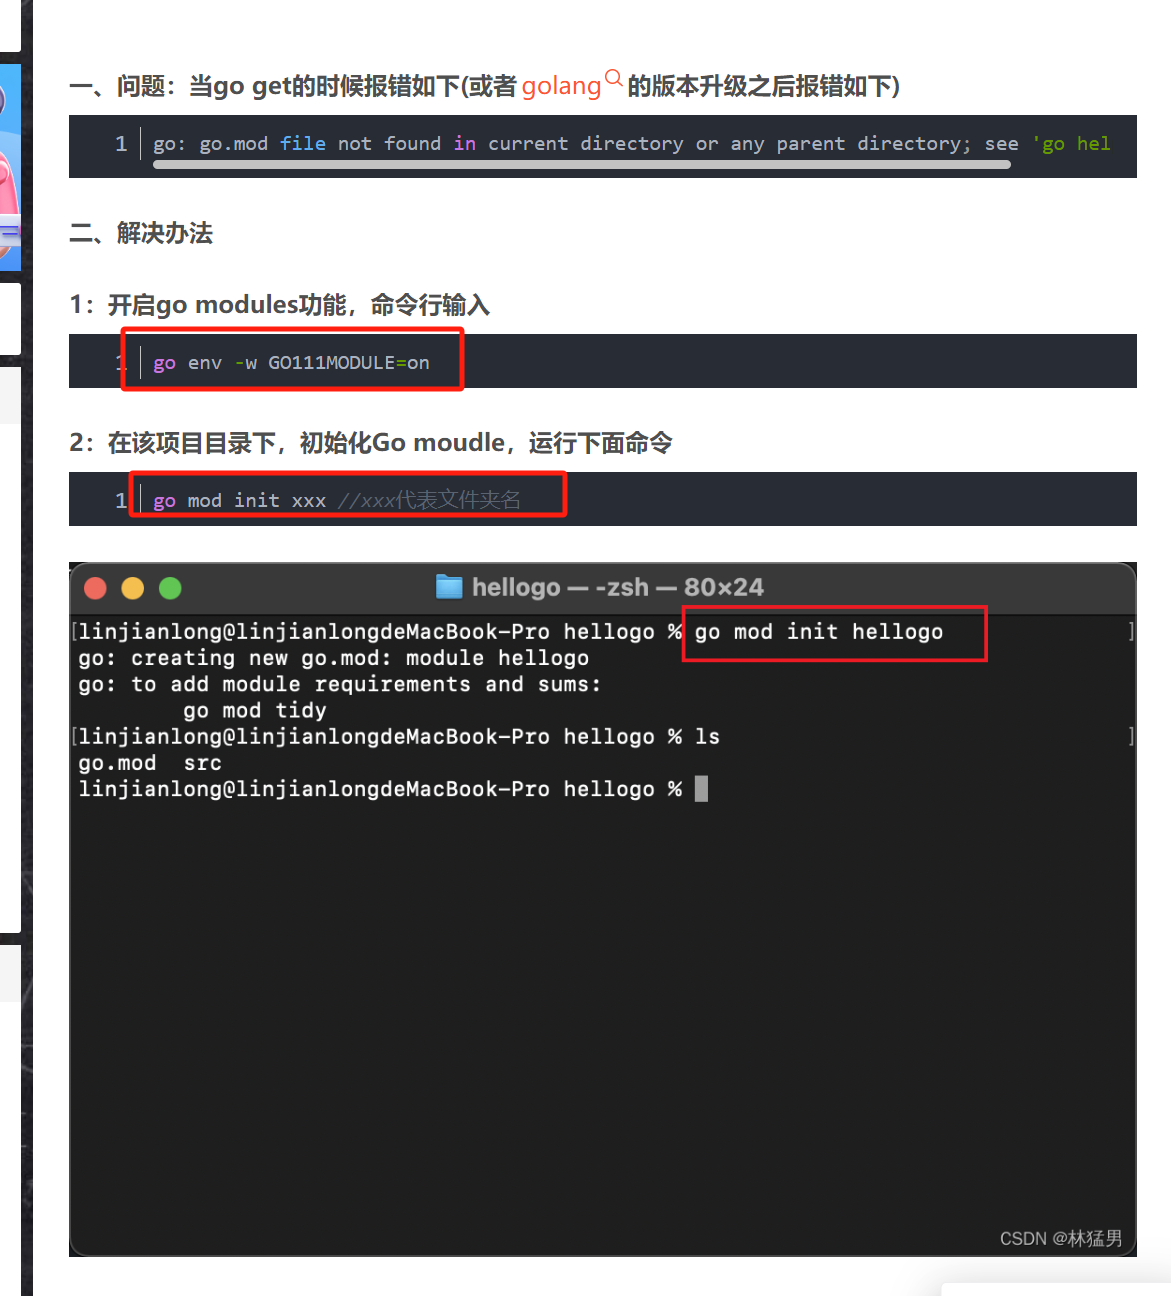 一、问题：当go get的时候报错如下(或者 golang 的版本升级之后报错如下)
1 go: go.mod file not found in current directory or any parent directory; see 'go hel
二、解决办法
1：开启go modules功能，命令行输入
1 go env -w GO111MODULE=on
2：在该项目目录下，初始化Go moudle，运行下面命令
1 go mod init xxx //xxx代表文件夹名
hellogo — -zsh — 80×24
[linjianlong@linjianlongdeMacBook-Pro hellogo % go mod init hellogo ]
go: creating new go.mod: module hellogo
go: to add module requirements and sums:
go mod tidy
[linjianlong@linjianlongdeMacBook-Pro hellogo % ls ]
go.mod src
linjianlong@linjianlongdeMacBook-Pro hellogo %
CSDN @林猛男